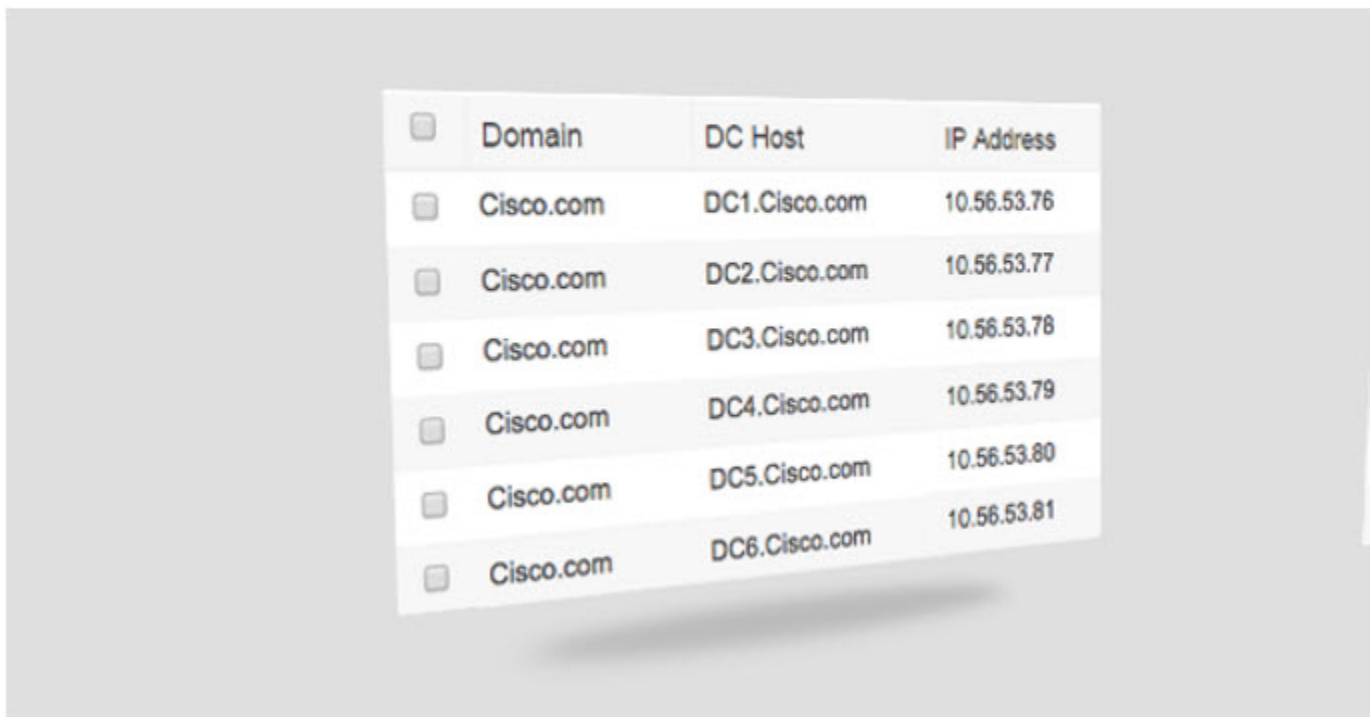 Domain DC Host IP Address
Cisco.com DC1.Cisco.com 10.56.53.76
Cisco.com DC2.Cisco.com 10.56.53.77
Cisco.com DC3.Cisco.com 10.56.53.78
Cisco.com DC4.Cisco.com 10.56.53.79
Cisco.com DC5.Cisco.com 10.56.53.80
Cisco.com DC6.Cisco.com 10.56.53.81